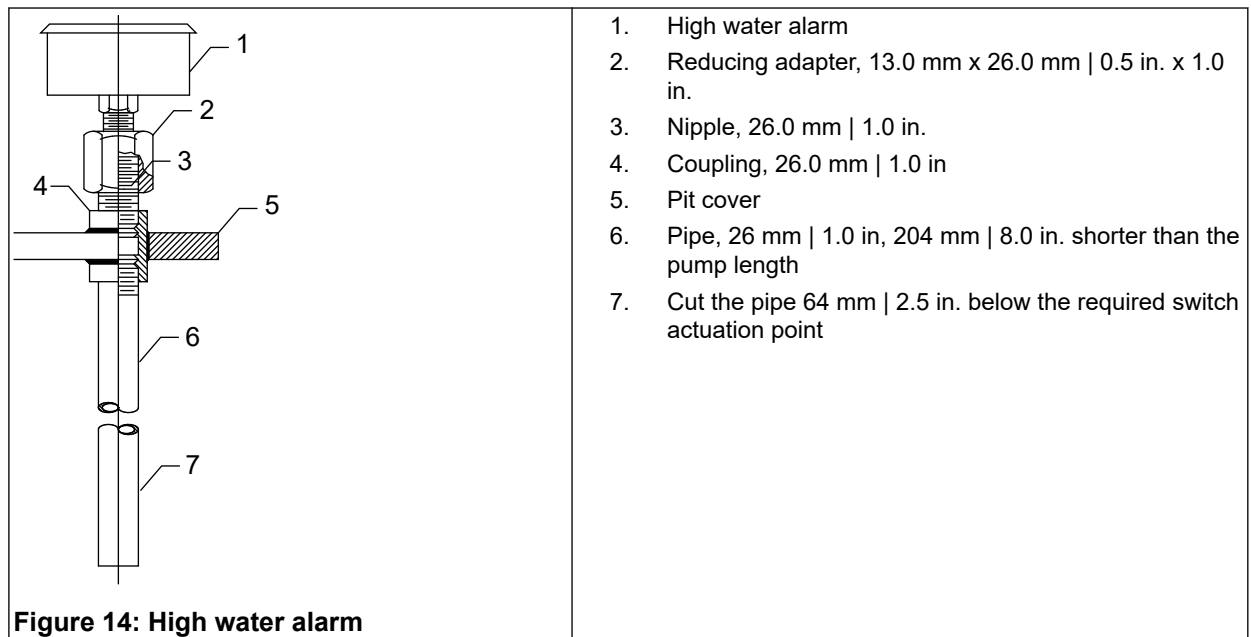 1
2
3
4
5
6
7
Figure 14: High water alarm
1. High water alarm
2. Reducing adapter, 13.0 mm x 26.0 mm | 0.5 in. x 1.0
in.
3. Nipple, 26.0 mm | 1.0 in.
4. Coupling, 26.0 mm | 1.0 in
5. Pit cover
6. Pipe, 26 mm | 1.0 in, 204 mm | 8.0 in. shorter than the
pump length
7. Cut the pipe 64 mm | 2.5 in. below the required switch
actuation point